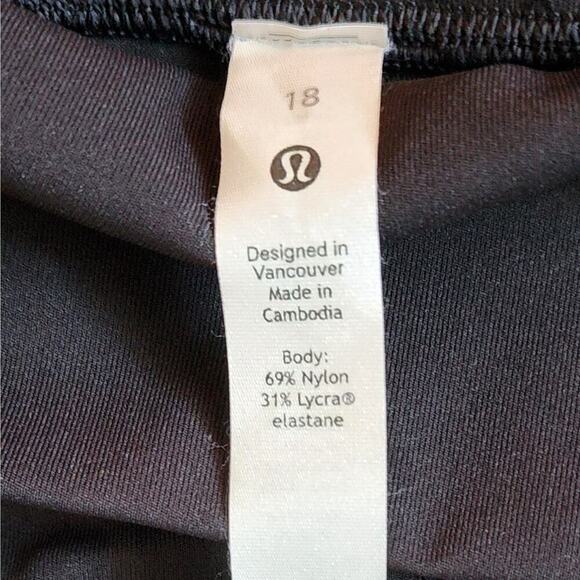 18
Designed in
Vancouver
Made in
Cambodia
Body:
69% Nylon
31% Lycra®
elastane